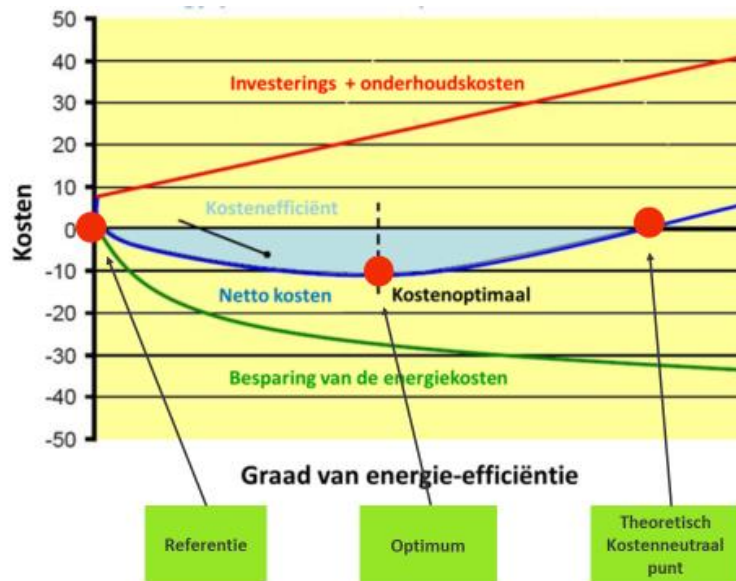 50
40
30
20
10
0
-10
-20
-30
-40
-50
Kosten
Investerings + onderhoudskosten
Kostenefficiënt
Netto kosten
Kostenoptimaal
Besparing van de energiekosten
Graad van energie-efficiëntie
Referentie
Optimum
Theoretisch
Kostenneutraal
punt